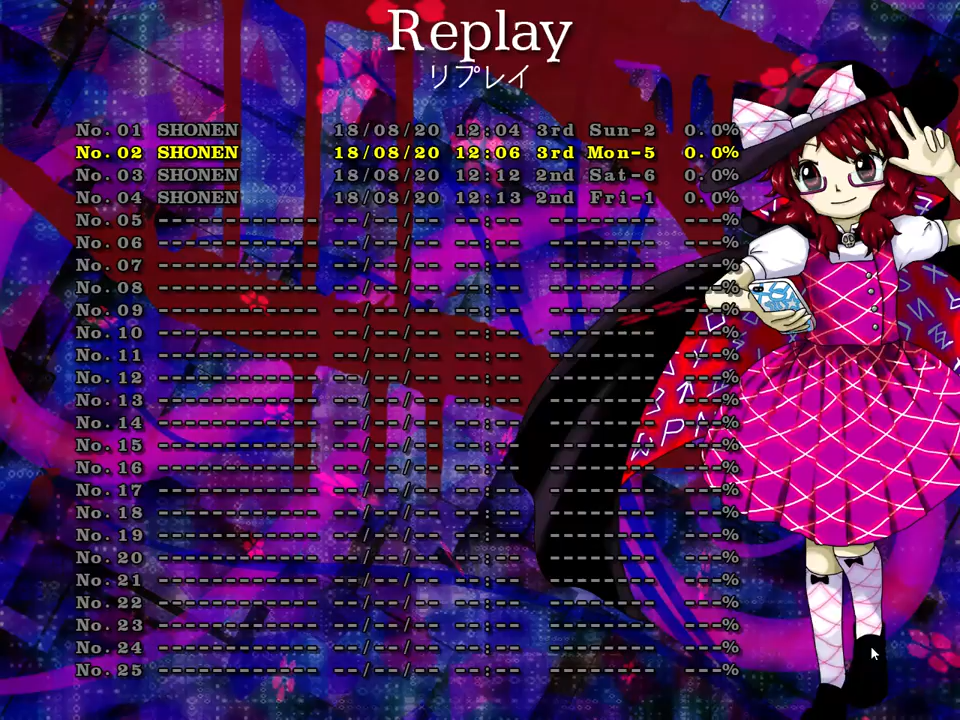 Replay
リプレイ
No.01 SHONEN 18/08/20 12:04 3rd Sun-2 0.0%
No.02 SHONEN 18/08/20 12:06 3rd Mon-5 0.0%
No.03 SHONEN 18/08/20 12:12 2nd Sat-6 0.0%
No.04 SHONEN 18/08/20 12:13 2nd Fri-1 0.0%
No.05 ------------ --/--/-- --:-- -------- ---%
No.06 ------------ --/--/-- --:-- -------- ---%
No.07 ------------ --/--/-- --:-- -------- ---%
No.08 ------------ --/--/-- --:-- -------- ---%
No.09 ------------ --/--/-- --:-- -------- ---%
No.10 ------------ --/--/-- --:-- -------- ---%
No.11 ------------ --/--/-- --:-- -------- ---%
No.12 ------------ --/--/-- --:-- -------- ---%
No.13 ------------ --/--/-- --:-- -------- ---%
No.14 ------------ --/--/-- --:-- -------- ---%
No.15 ------------ --/--/-- --:-- -------- ---%
No.16 ------------ --/--/-- --:-- -------- ---%
No.17 ------------ --/--/-- --:-- -------- ---%
No.18 ------------ --/--/-- --:-- -------- ---%
No.19 ------------ --/--/-- --:-- -------- ---%
No.20 ------------ --/--/-- --:-- -------- ---%
No.21 ------------ --/--/-- --:-- -------- ---%
No.22 ------------ --/--/-- --:-- -------- ---%
No.23 ------------ --/--/-- --:-- -------- ---%
No.24 ------------ --/--/-- --:-- -------- ---%
No.25 ------------ --/--/-- --:-- -------- ---%